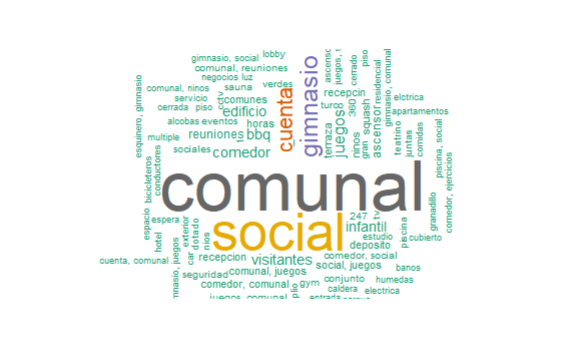 gimnasio, social
lobby
comunal, reuniones
negocios luz
comunal, ninos
sauna
verdes
servicio
cctv
comunes
cerrada
piso
edificio
alcobas eventos
horas
multiple
reuniones
bbq
sociales
comedor
esquinero, gimnasio
cuenta
gimnasio
juegos,
cerrado
piso
residencial
gimnasio, comunal
recepcin
turco
360
elctrica
apartamentos
juegos
squash
ascensor
terraza
ninos
gran
teatrino
juntas
comidas
piscina, social
comunal
social
bicicleteros
conductores
espacio
espera
hotel
exterior
dotado
car
nios
247
tv
infantil
estudio
deposito
piscina
cubierto
granadillo
comedor, ejercicios
cuenta, comunal
recepcion
visitantes
comedor, social
social, juegos
banos
seguridad
comunal, juegos
comedor, comunal
gym
conjunto
humedas
caldera
electrica
juegos, comunal
entrada